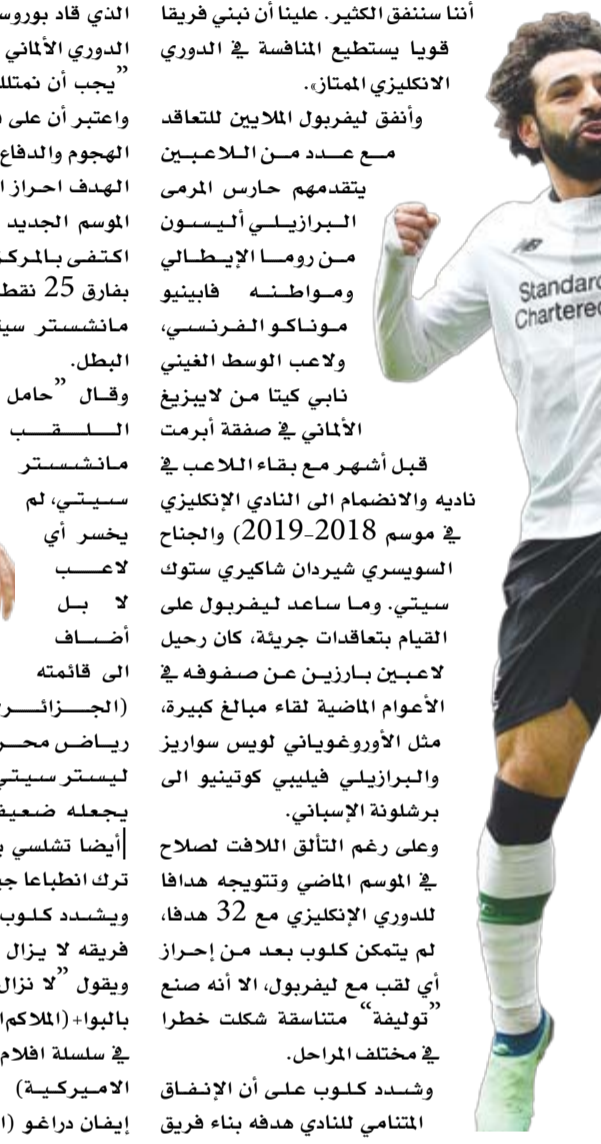 أننا سننفق الكثير. علينا أن نبني فريقا
قويا يستطيع المنافسة في الدوري
الانكليزي الممتاز».
وأنفق ليفربول الملايين للتعاقد
مع عدد من اللاعبين
يتقدمهم حارس المرمى
البرازيلي أليسون
من روما الإيطالي
ومواطنه فابينيو
موناكو الفرنسي،
ولاعب الوسط الغيني
نابي كيتا من لايبزيغ
الألماني في صفقة أبرمت
قبل أشهر مع بقاء اللاعب في
ناديه والانضمام الى النادي الإنكليزي
في موسم 2018-2019) والجناح
السويسري شيردان شاكيري ستوك
سيتي. وما ساعد ليفربول على
القيام بتعاقدات جريئة، كان رحيل
لاعبين بارزين عن صفوفه في
الأعوام الماضية لقاء مبالغ كبيرة،
مثل الأوروغوياني لويس سواريز
والبرازيلي فيليبي كوتينيو الى
برشلونة الإسباني.
وعلى رغم التألق اللافت لصلاح
في الموسم الماضي وتتويجه هدافا
للدوري الإنكليزي مع 32 هدفا،
لم يتمكن كلوب بعد من إحراز
أي لقب مع ليفربول، الا أنه صنع
”توليفة“ متناسقة شكلت خطرا
في مختلف المراحل.
وشدد كلوب على أن الإنفاق
المتنامي للنادي هدفه بناء فريق
الذي قاد بوروس
الدوري الألماني
”يجب أن نمتلك
واعتبر أن على
الهجوم والدفاع
الهدف احراز
الموسم الجديد
اكتفى بالمركز
بفارق 25 نقط
مانشستر سيت
البطل.
وقال ”حامل
اللقب
مانشستر
سيتي، لم
يخسر أي
لاعب
لا بل
أضاف
الى قائمته
(الجزائري
رياض محر
ليستر سيتي
يجعله ضعيف
أيضا تشلسي
ترك انطباعا جي
ويشدد كلوب
فريقه لا يزال
ويقول ”لا نزال
بالبوا+ (الملاكم
في سلسلة افلام
الاميركية)
إيفان دراغو (ا
Standard
Chartered